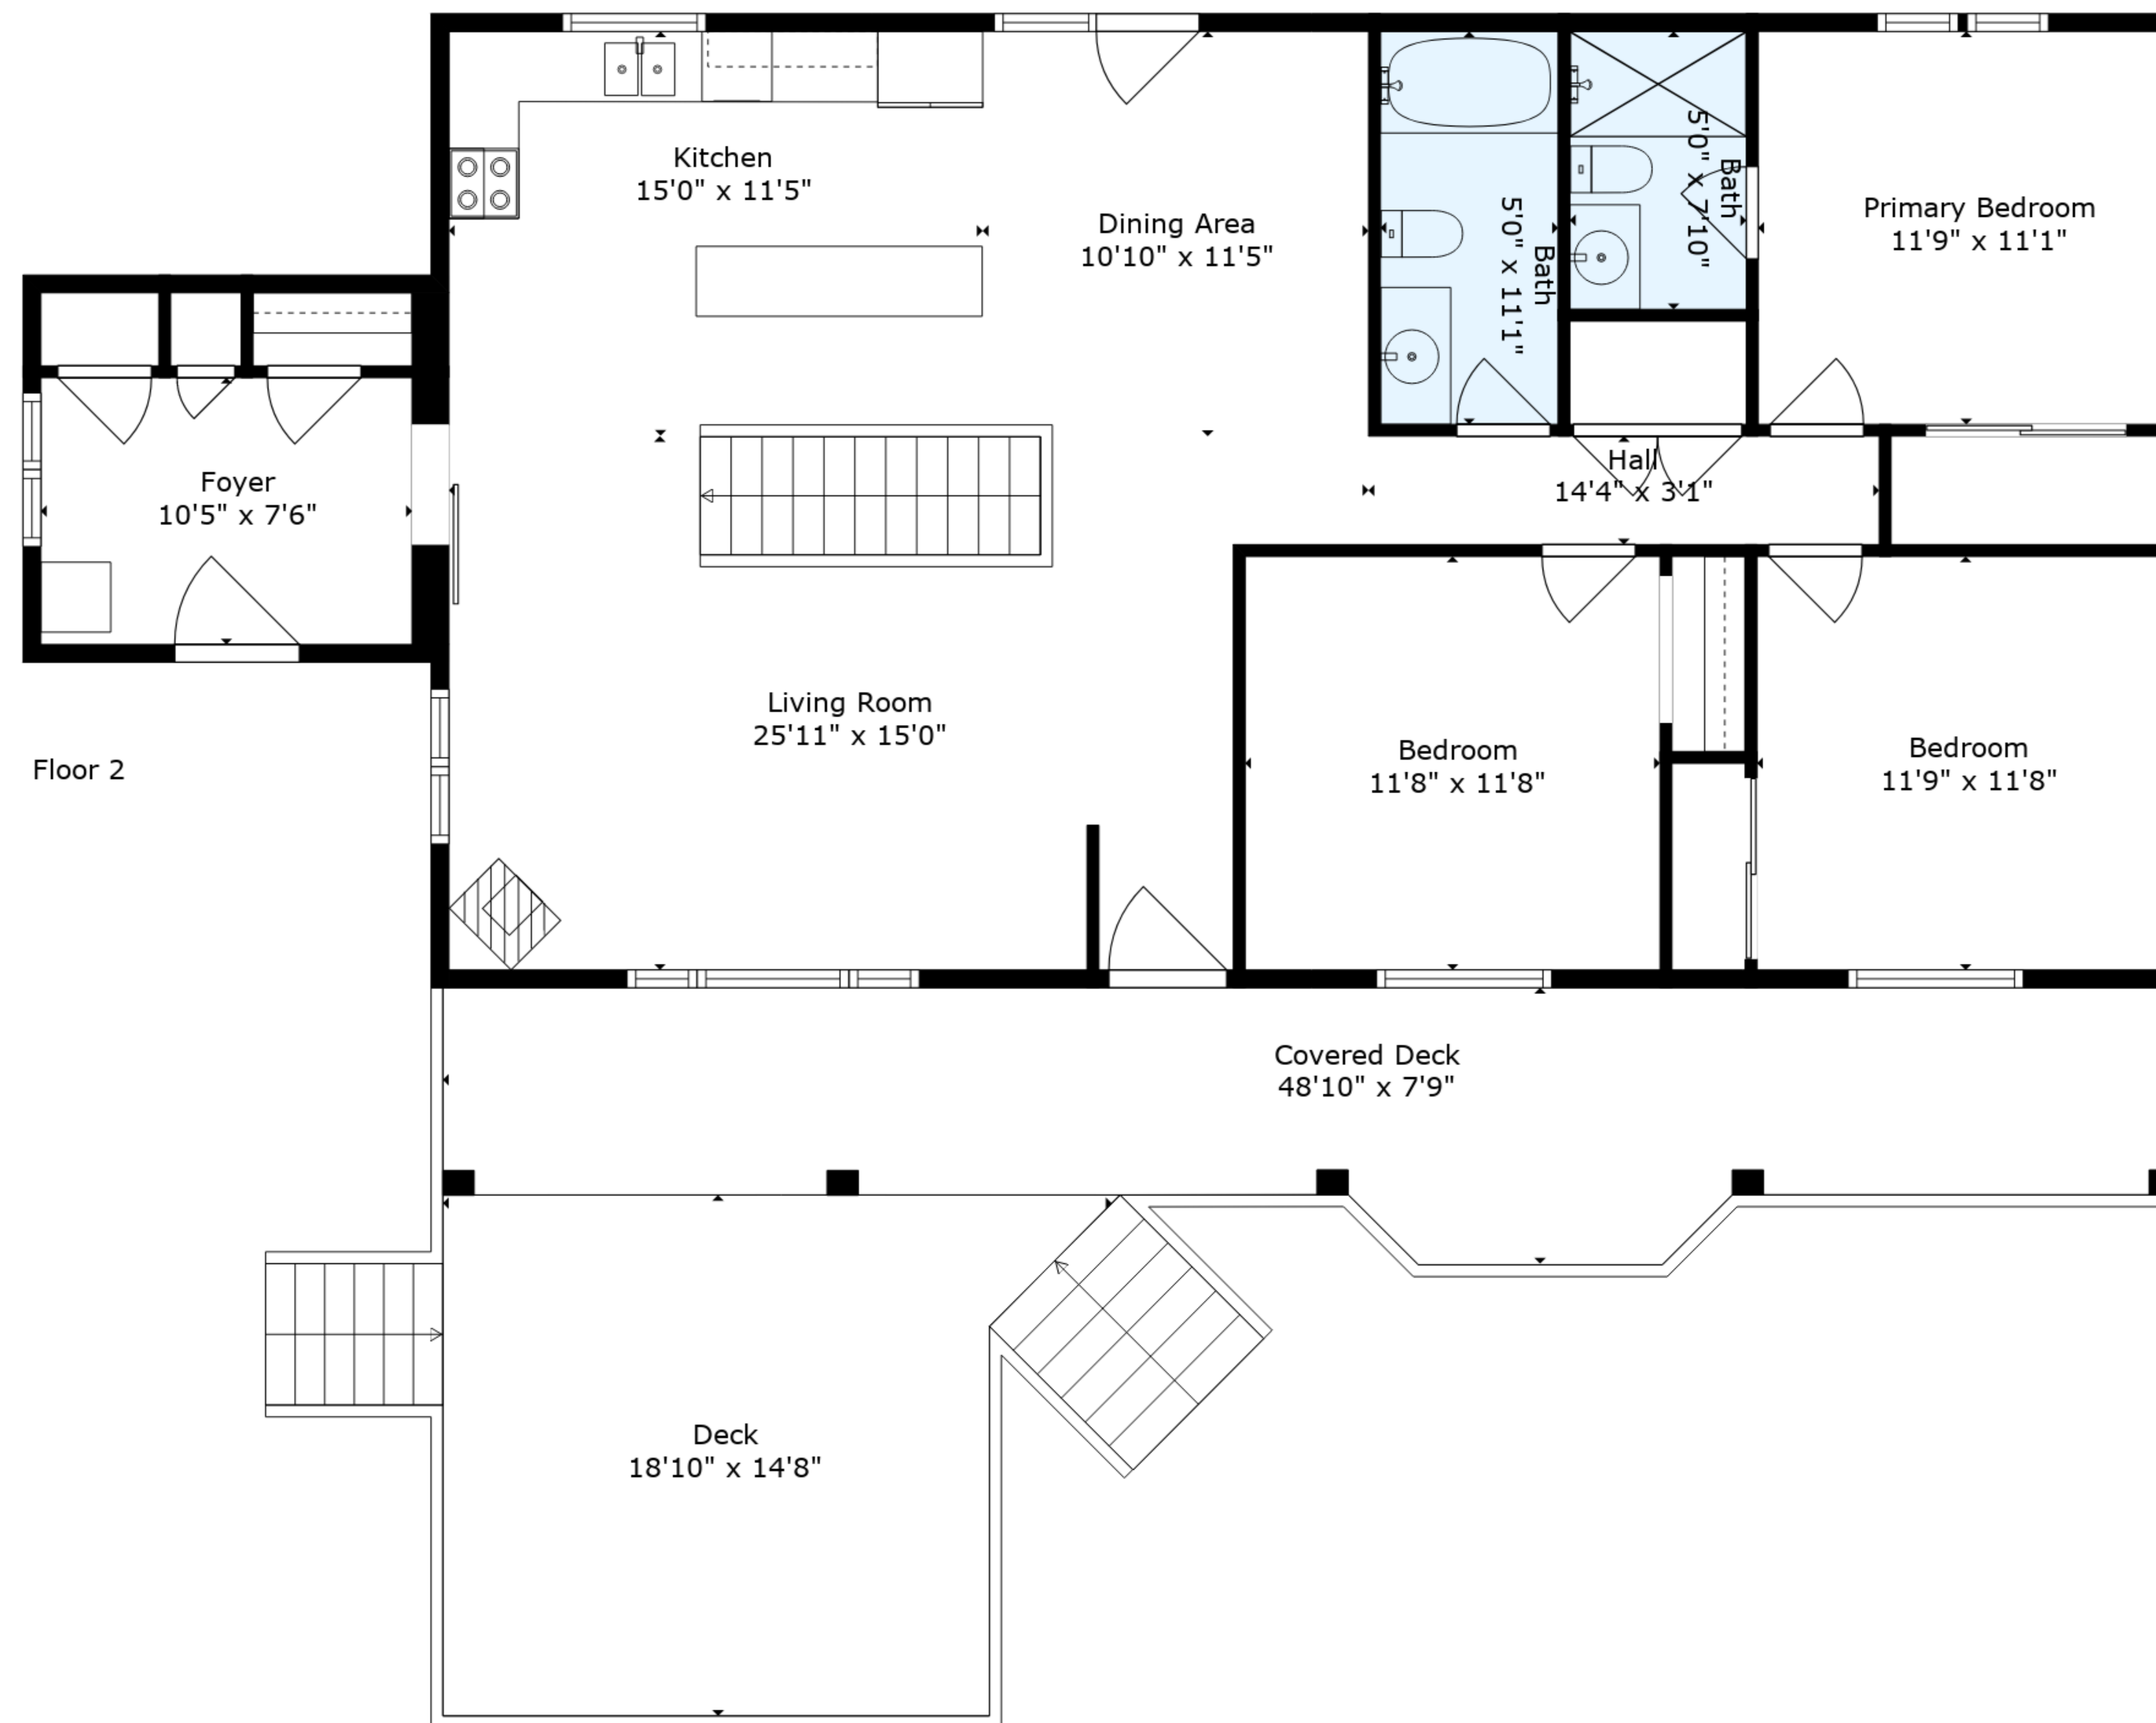 Kitchen
15'0" x 11'5"
Dining Area
10'10" x 11'5"
Bath
5'0" x 11'1"
Bath
5'0" x 7'10"
Primary Bedroom
11'9" x 11'1"
Foyer
10'5" x 7'6"
Hall
14'4" x 3'1"
Living Room
25'11" x 15'0"
Bedroom
11'8" x 11'8"
Bedroom
11'9" x 11'8"
Floor 2
Covered Deck
48'10" x 7'9"
Deck
18'10" x 14'8"